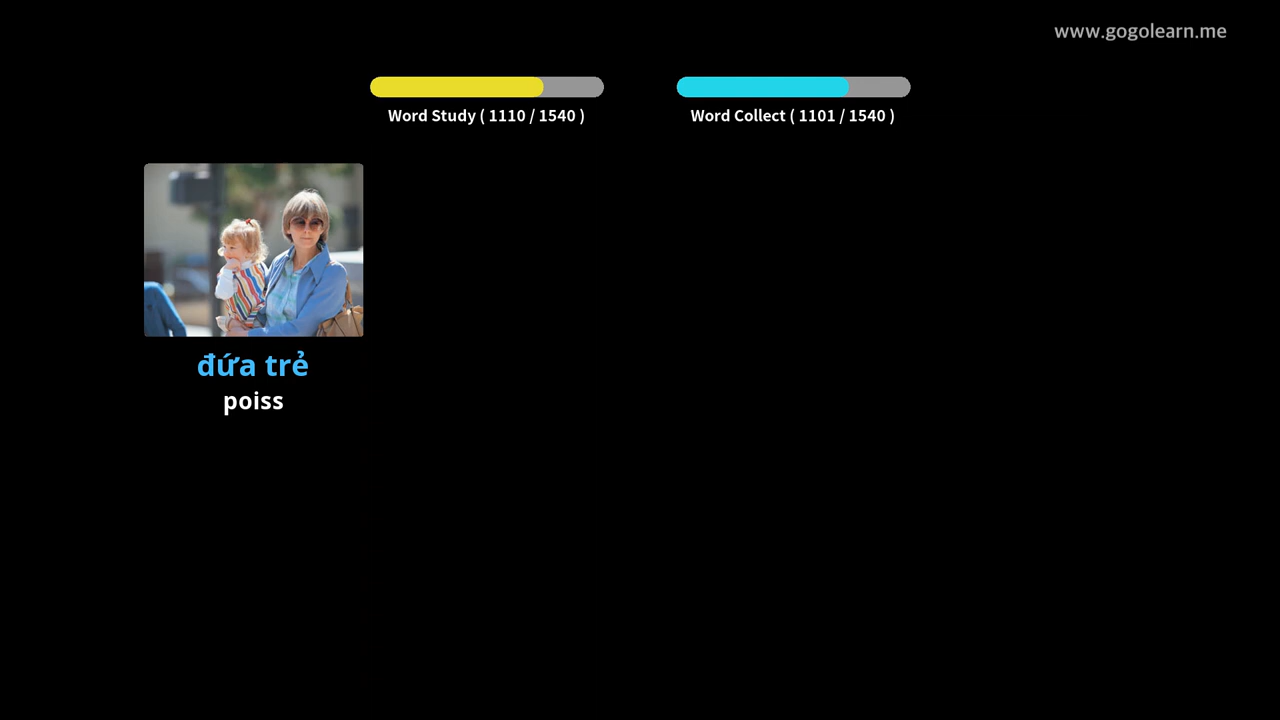 www.gogolearn.me
Word Study ( 1110 / 1540 )
Word Collect ( 1101 / 1540 )
đứa trẻ
poiss